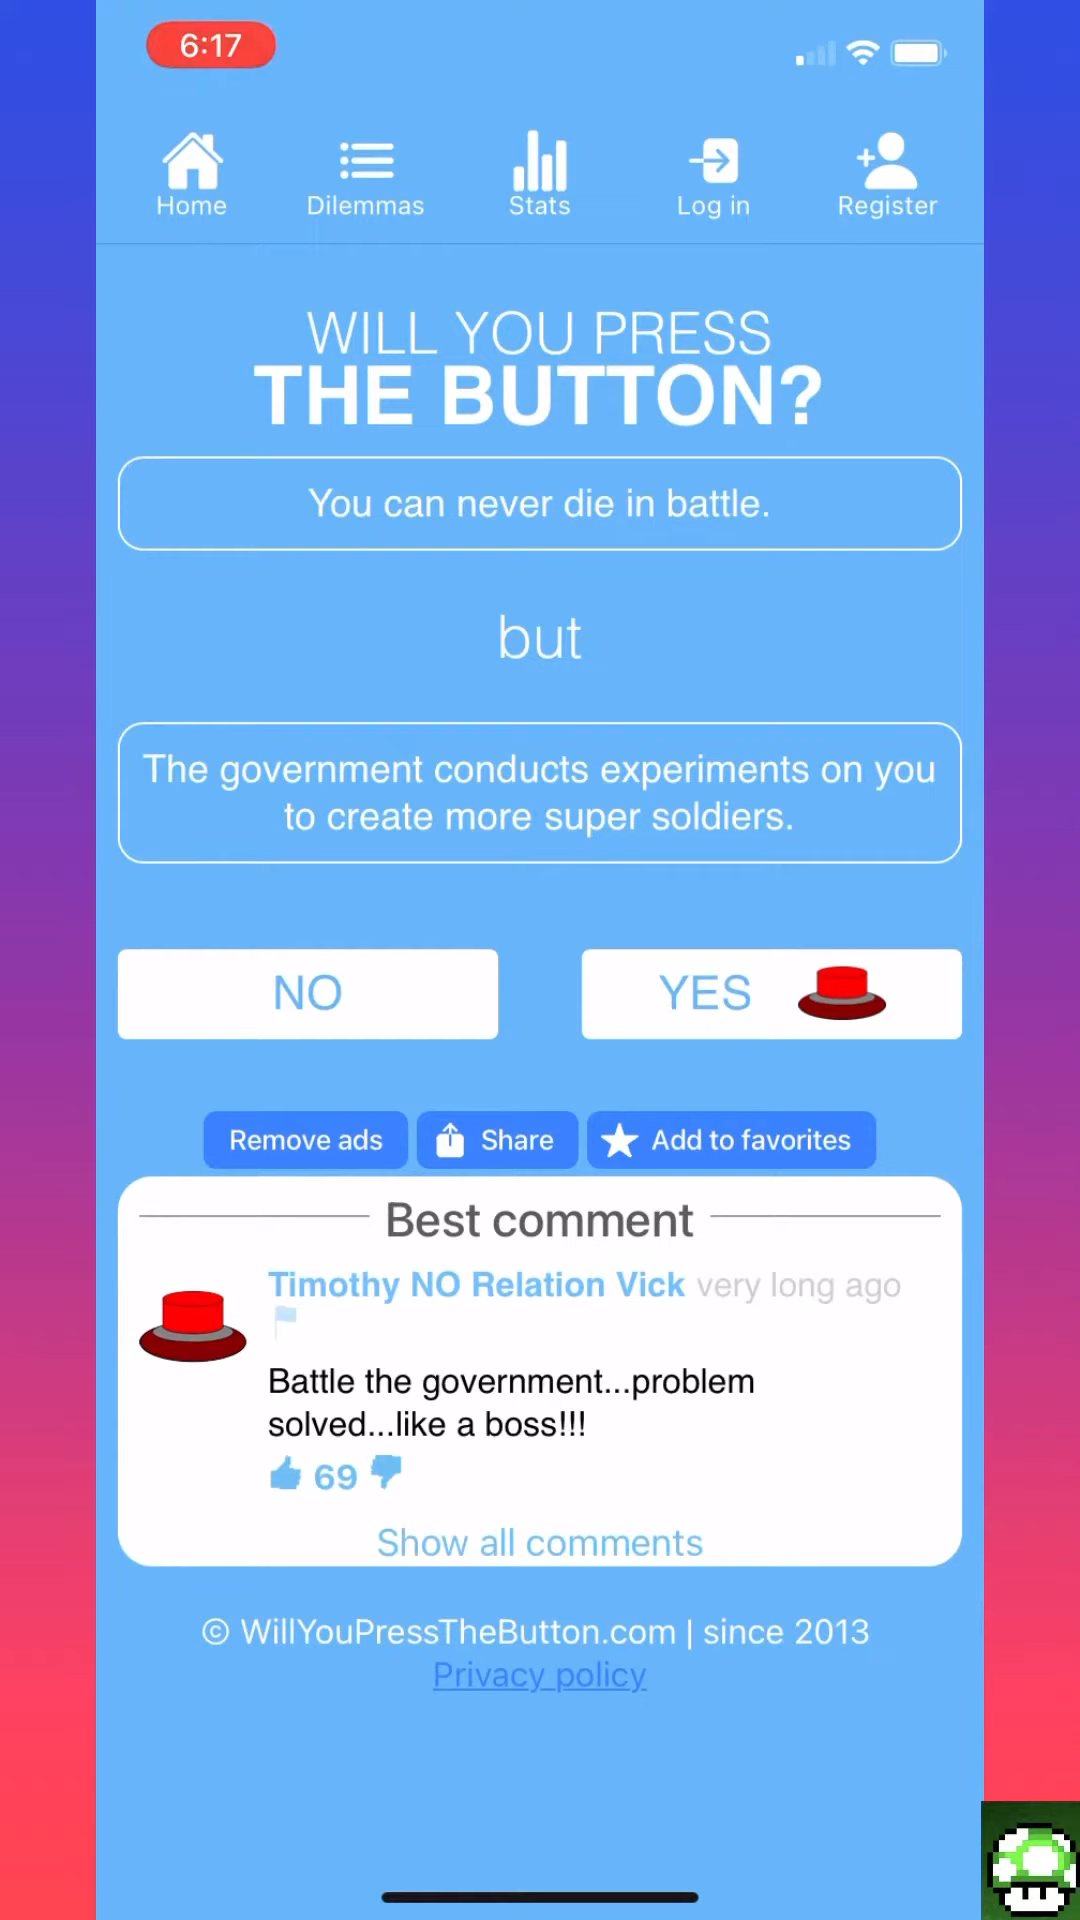 6:17
Home
Dilemmas
Stats
Log in
Register
WILL YOU PRESS
THE BUTTON?
You can never die in battle.
but
The government conducts experiments on you
to create more super soldiers.
NO
YES
Remove ads
Share
Add to favorites
Best comment
Timothy NO Relation Vick very long ago
Battle the government...problem
solved...like a boss!!!
69
Show all comments
© WillYouPressTheButton.com | since 2013
Privacy policy